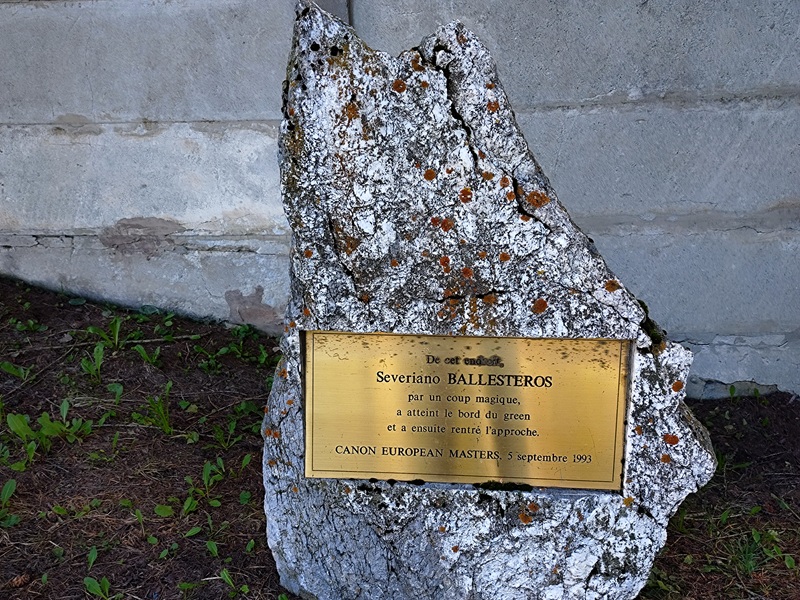 De cet endroit,
Severiano BALLESTEROS
par un coup magique,
a atteint le bord du green
et a ensuite rentré l'approche.
CANON EUROPEAN MASTERS, 5 septembre 1993